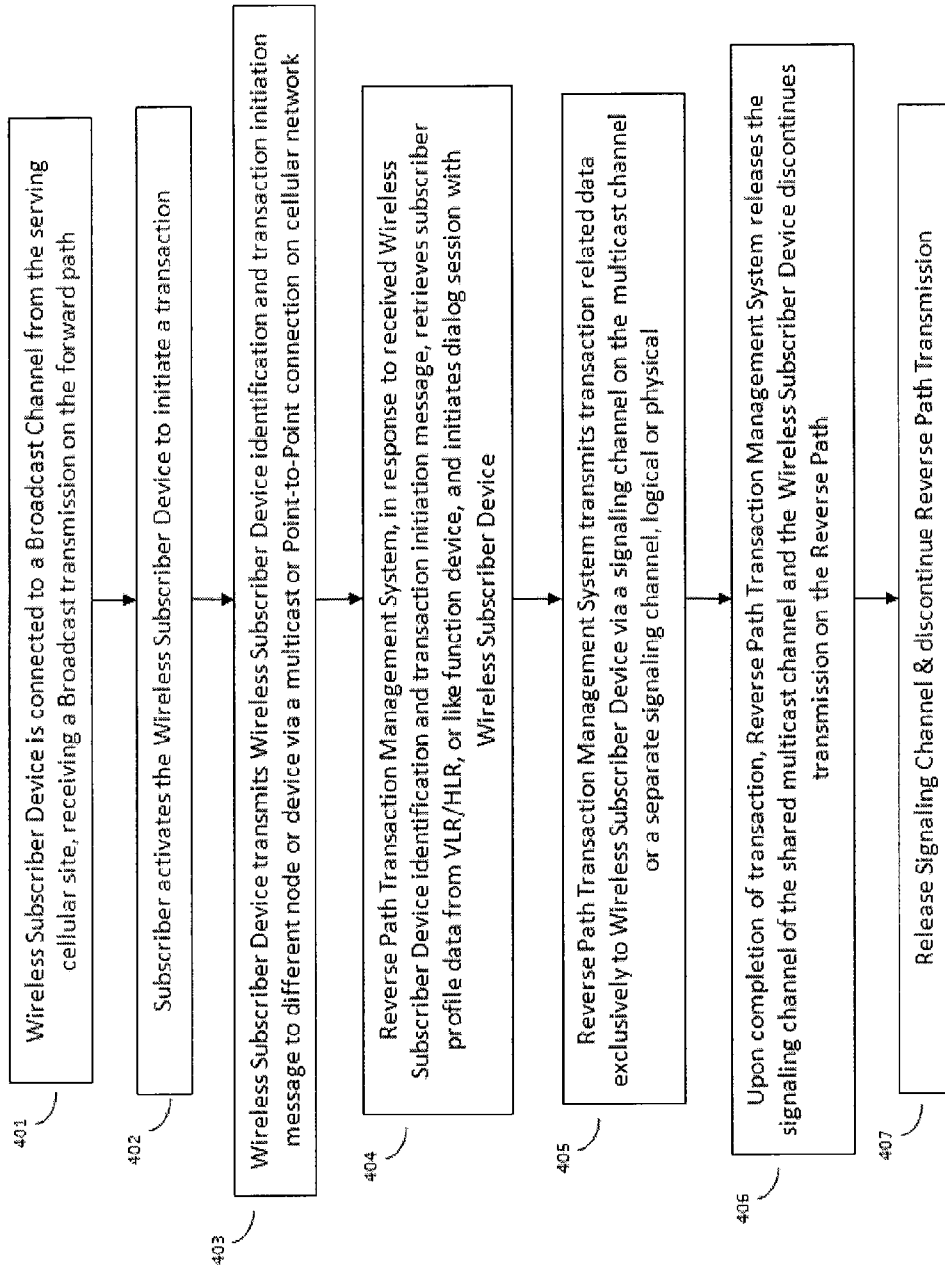 401
Wireless Subscriber Device is connected to a Broadcast Channel from the serving
cellular site, receiving a Broadcast transmission on the forward path
402
Subscriber activates the Wireless Subscriber Device to initiate a transaction
403
Wireless Subscriber Device transmits Wireless Subscriber Device identification and transaction initiation
message to different node or device via a multicast or Point-to-Point connection on cellular network
404
Reverse Path Transaction Management System, in response to received Wireless
Subscriber Device identification and transaction initiation message, retrieves subscriber
profile data from VLR/HLR, or like function device, and initiates dialog session with
Wireless Subscriber Device
405
Reverse Path Transaction Management System transmits transaction related data
exclusively to Wireless Subscriber Device via a signaling channel on the multicast channel
or a separate signaling channel, logical or physical
406
Upon completion of transaction, Reverse Path Transaction Management System releases the
signaling channel of the shared multicast channel and the Wireless Subscriber Device discontinues
transmission on the Reverse Path
407
Release Signaling Channel & discontinue Reverse Path Transmission